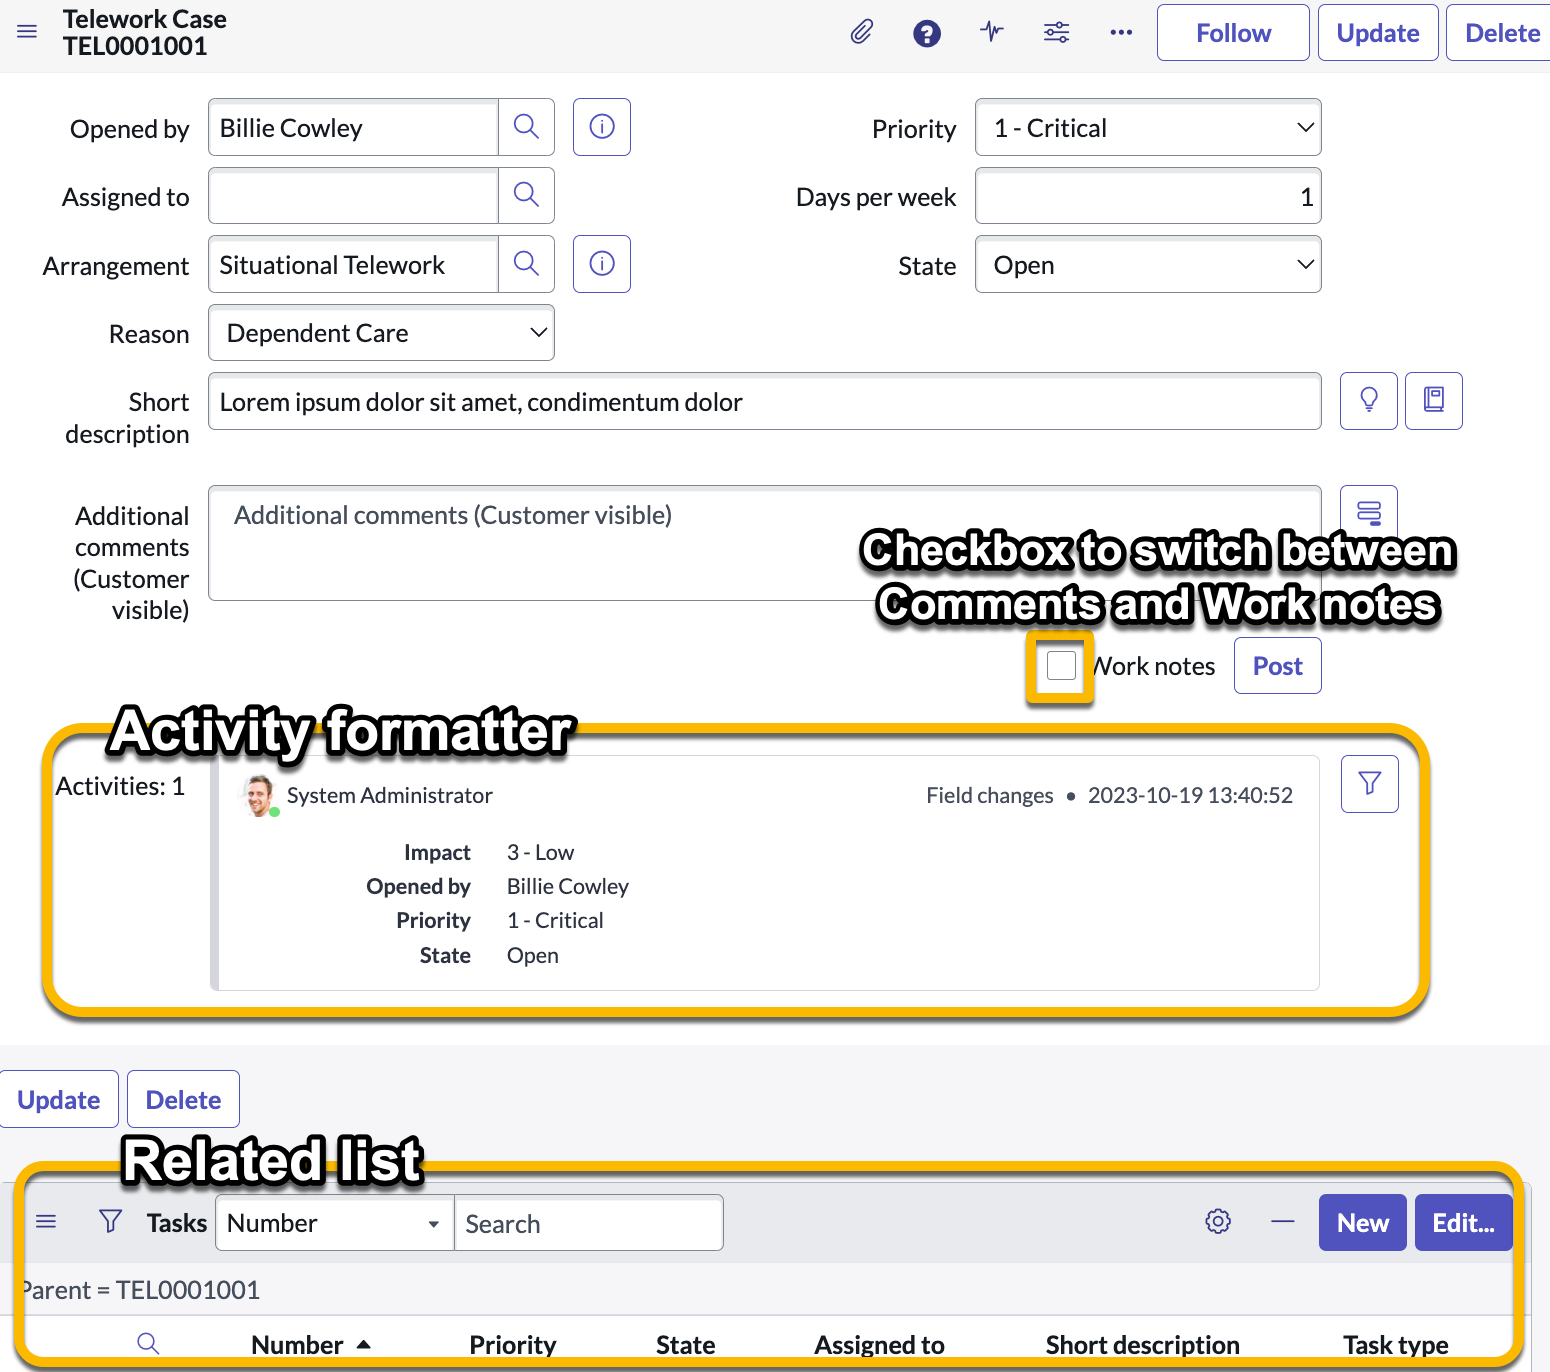 Telework Case
TEL0001001
Follow
Update
Delete
Opened by
Billie Cowley
Priority
1 - Critical
Assigned to
Days per week
1
Arrangement
Situational Telework
State
Open
Reason
Dependent Care
Short
description
Lorem ipsum dolor sit amet, condimentum dolor
Additional
comments
(Customer
visible)
Additional comments (Customer visible)
Checkbox to switch between
Comments and Work notes
Work notes
Post
Activity formatter
Activities: 1
System Administrator
Field changes • 2023-10-19 13:40:52
Impact 3 - Low
Opened by Billie Cowley
Priority 1 - Critical
State Open
Update
Delete
Related list
Tasks
Number
Search
New
Edit...
Parent = TEL0001001
Number Priority State Assigned to Short description Task type